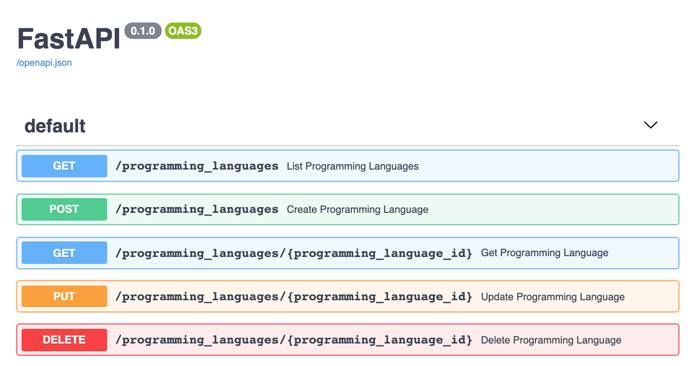 FastAPI 0.1.0 OAS3
/openapi.json
default
GET /programming_languages List Programming Languages
POST /programming_languages Create Programming Language
GET /programming_languages/{programming_language_id} Get Programming Language
PUT /programming_languages/{programming_language_id} Update Programming Language
DELETE /programming_languages/{programming_language_id} Delete Programming Language